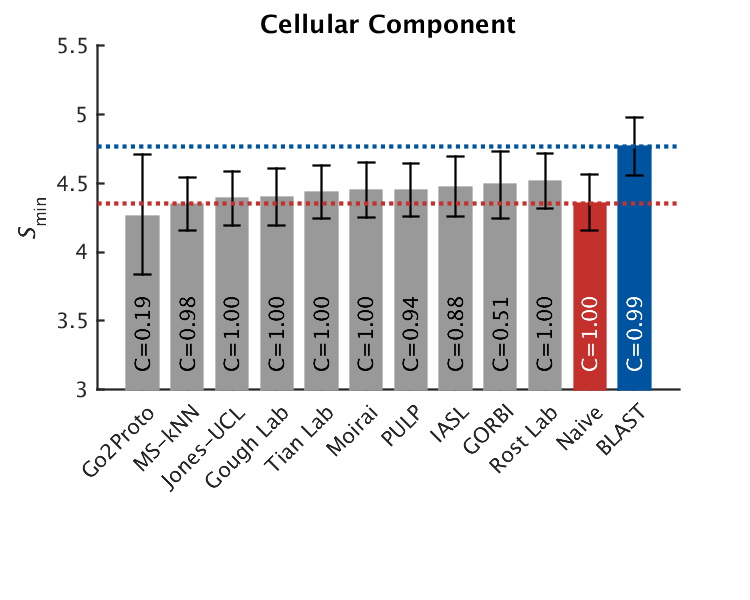 Cellular Component
5.5
5
4.5
4
3.5
3
Smin
C=0.19
C=0.98
C=1.00
C=1.00
C=1.00
C=1.00
C=0.94
C=0.88
C=0.51
C=1.00
C=1.00
C=0.99
Go2Proto
MS-kNN
Jones-UCL
Gough Lab
Tian Lab
Moirai
PULP
IASL
GORBI
Rost Lab
Naive
BLAST